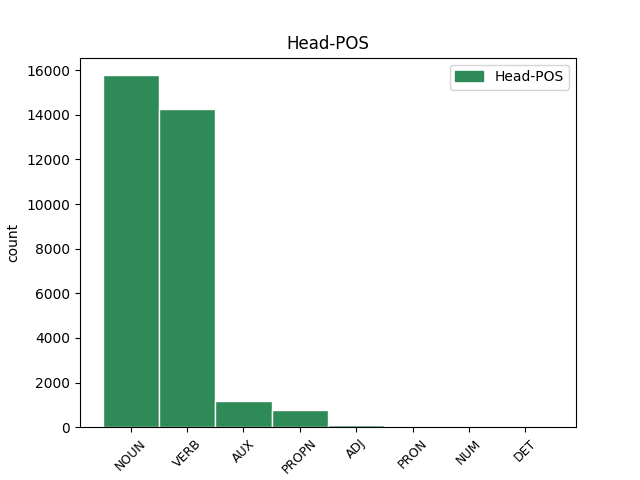 Head-POS
Head-POS
16000
14000
12000
10000
8000
6000
4000
2000
0
count
NOUN
VERB
AUX
PROPN
ADJ
PRON
NUM
DET